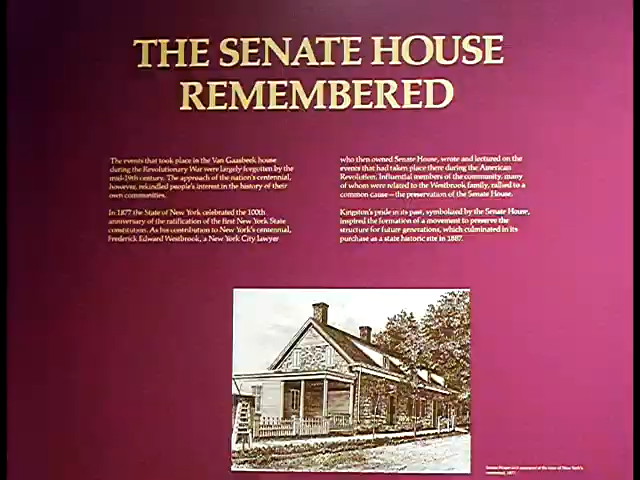 THE SENATE HOUSE
REMEMBERED
The events that took place in the Van Gaasbeek house
during the Revolutionary War were largely forgotten by the
mid-19th century. The approach of the nation's centennial,
however, rekindled people's interest in the history of their
own communities.
In 1877 the State of New York celebrated the 100th
anniversary of the ratification of the first New York State
constitution. As his contribution to New York's centennial,
Frederick Edward Westbrook, a New York City lawyer
who then owned Senate House, wrote and lectured on the
events that had taken place there during the American
Revolution. Influential members of the community, many
of whom were related to the Westbrook family, rallied to a
common cause—the preservation of the Senate House.
Kingston's pride in its past, symbolized by the Senate House,
inspired the formation of a movement to preserve the
structure for future generations, which culminated in its
purchase as a state historic site in 1887.